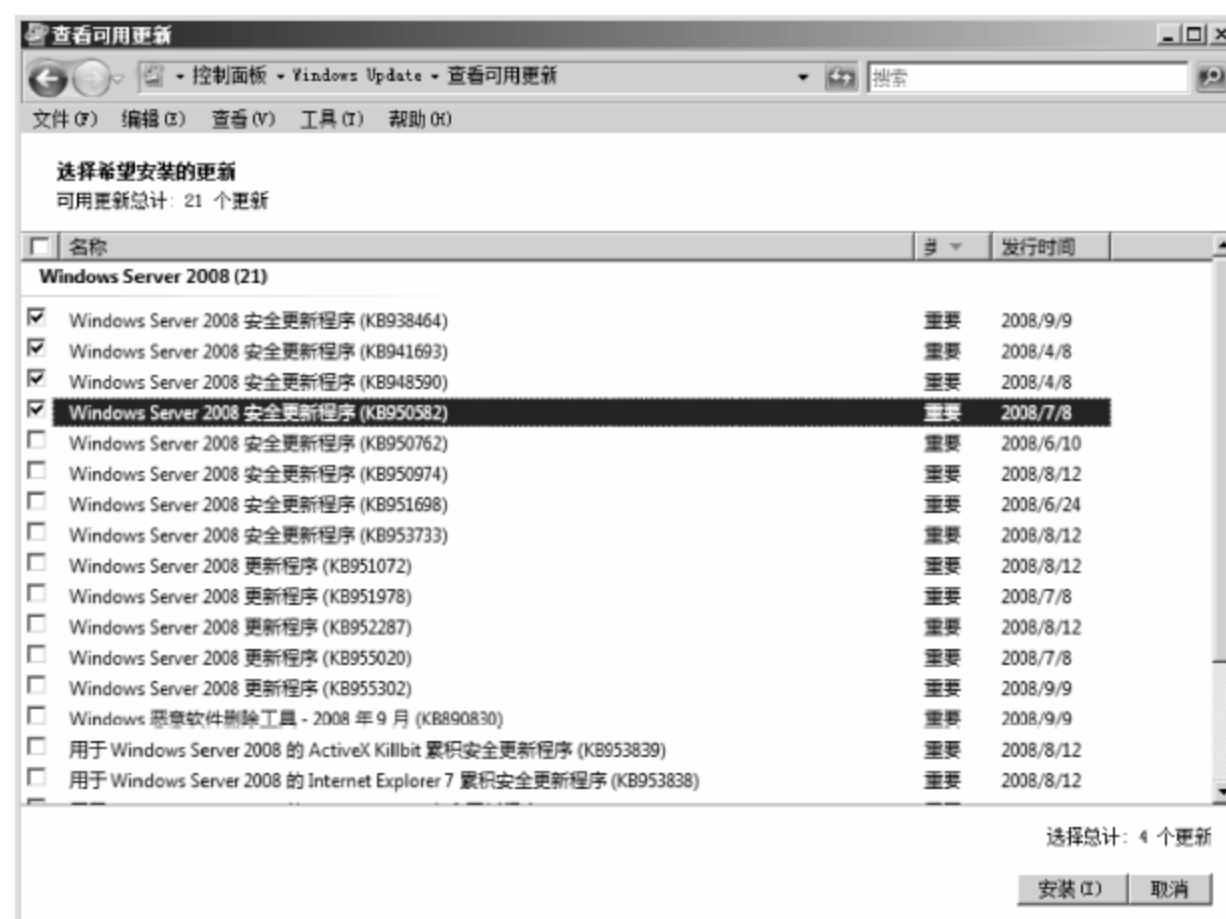 查看可用更新
控制面板 Windows Update 查看可用更新 搜索
文件(F) 编辑(E) 查看(V) 工具(T) 帮助(H)
选择希望安装的更新
可用更新总计: 21 个更新
名称 发行时间
Windows Server 2008 (21)
Windows Server 2008 安全更新程序 (KB938464) 重要 2008/9/9
Windows Server 2008 安全更新程序 (KB941693) 重要 2008/4/8
Windows Server 2008 安全更新程序 (KB948590) 重要 2008/4/8
Windows Server 2008 安全更新程序 (KB950582) 重要 2008/7/8
Windows Server 2008 安全更新程序 (KB950762) 重要 2008/6/10
Windows Server 2008 安全更新程序 (KB950974) 重要 2008/8/12
Windows Server 2008 安全更新程序 (KB951698) 重要 2008/6/24
Windows Server 2008 安全更新程序 (KB953733) 重要 2008/8/12
Windows Server 2008 更新程序 (KB951072) 重要 2008/8/12
Windows Server 2008 更新程序 (KB951978) 重要 2008/7/8
Windows Server 2008 更新程序 (KB952287) 重要 2008/8/12
Windows Server 2008 更新程序 (KB955020) 重要 2008/7/8
Windows Server 2008 更新程序 (KB955302) 重要 2008/9/9
Windows 恶意软件删除工具 - 2008 年 9 月 (KB890830) 重要 2008/9/9
用于 Windows Server 2008 的 ActiveX Killbit 累积安全更新程序 (KB953839) 重要 2008/8/12
用于 Windows Server 2008 的 Internet Explorer 7 累积安全更新程序 (KB953838) 重要 2008/8/12
选择总计: 4 个更新
安装(I) 取消